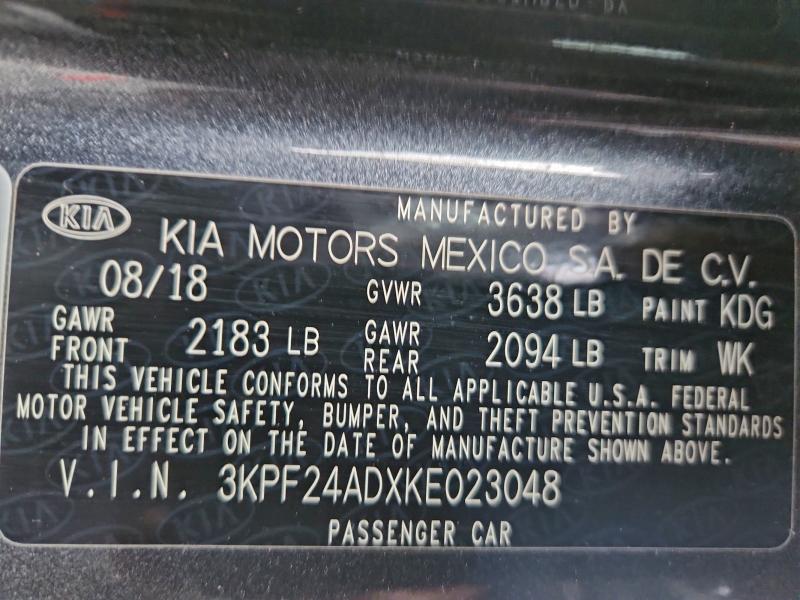 KIA
MANUFACTURED BY
KIA MOTORS MEXICO S.A. DE C.V.
08/18 GVWR 3638 LB PAINT KDG
GAWR FRONT 2183 LB GAWR REAR 2094 LB TRIM WK
THIS VEHICLE CONFORMS TO ALL APPLICABLE U.S.A. FEDERAL
MOTOR VEHICLE SAFETY, BUMPER, AND THEFT PREVENTION STANDARDS
IN EFFECT ON THE DATE OF MANUFACTURE SHOWN ABOVE.
V.I.N. 3KPF24ADXKE023048
PASSENGER CAR